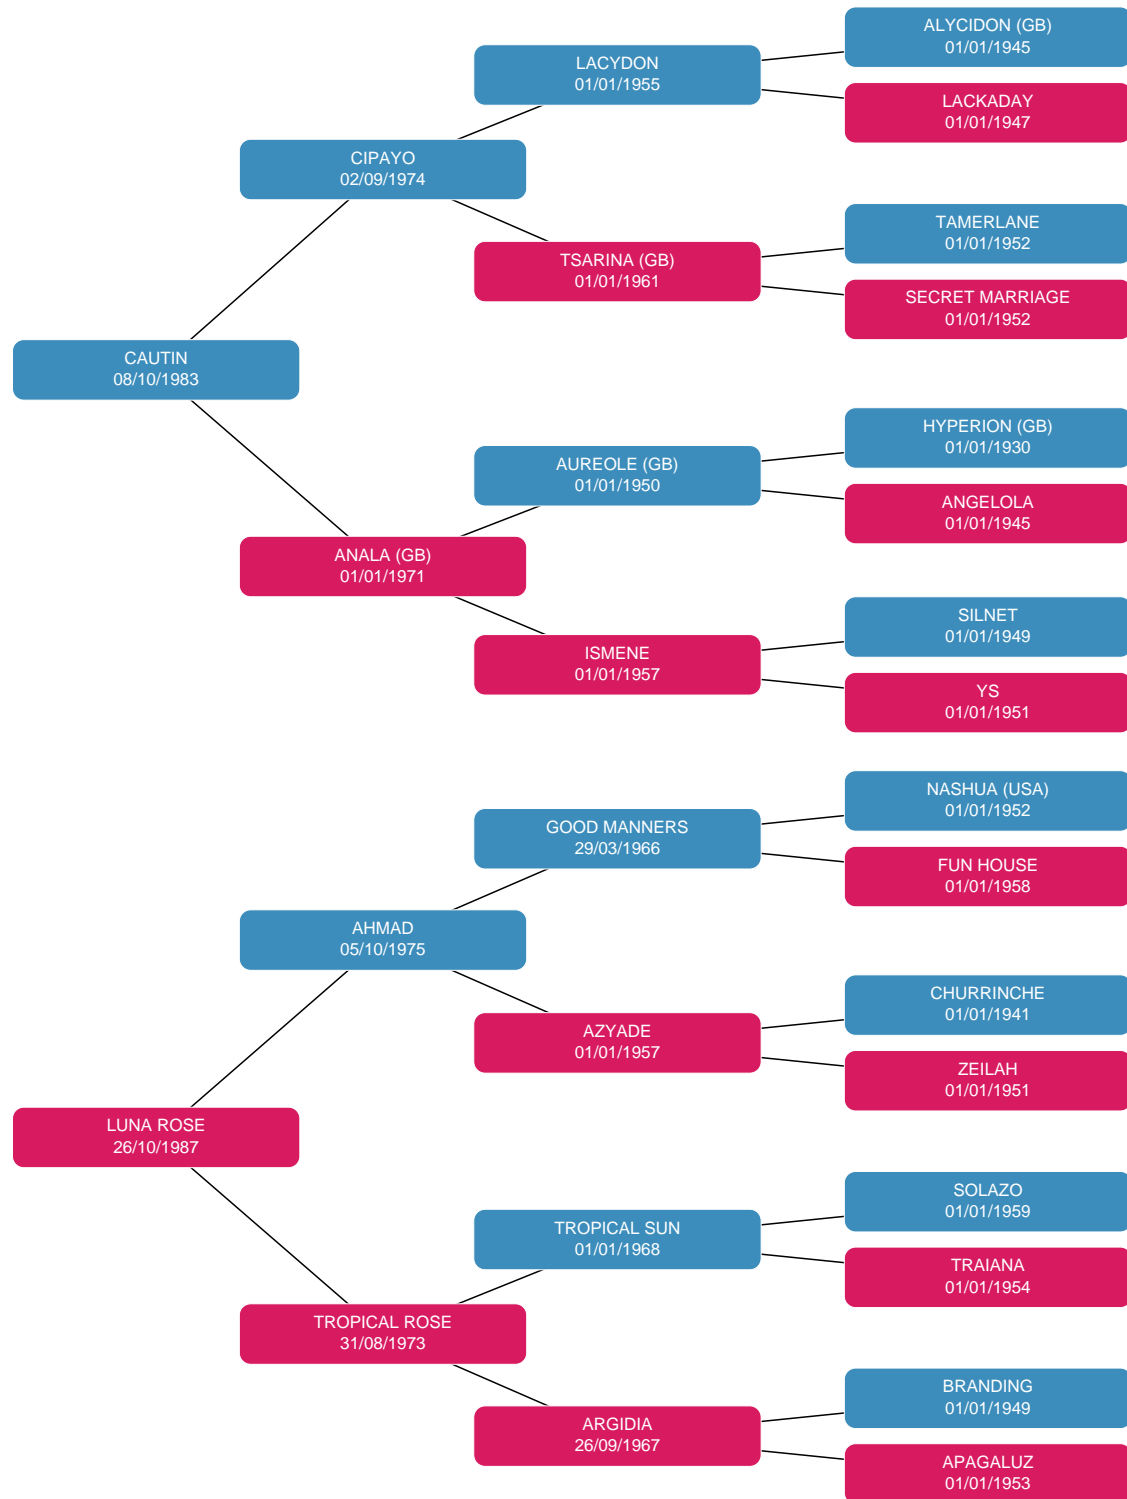 ALYCIDON (GB)
01/01/1945
LACYDON
01/01/1955
LACKADAY
01/01/1947
CIPAYO
02/09/1974
TAMERLANE
01/01/1952
TSARINA (GB)
01/01/1961
SECRET MARRIAGE
01/01/1952
CAUTIN
08/10/1983
HYPERION (GB)
01/01/1930
AUREOLE (GB)
01/01/1950
ANGELOLA
01/01/1945
ANALA (GB)
01/01/1971
SILNET
01/01/1949
ISMENE
01/01/1957
YS
01/01/1951
NASHUA (USA)
01/01/1952
GOOD MANNERS
29/03/1966
FUN HOUSE
01/01/1958
AHMAD
05/10/1975
CHURRINCHE
01/01/1941
AZYADE
01/01/1957
ZEILAH
01/01/1951
LUNA ROSE
26/10/1987
SOLAZO
01/01/1959
TROPICAL SUN
01/01/1968
TRAIANA
01/01/1954
TROPICAL ROSE
31/08/1973
BRANDING
01/01/1949
ARGIDIA
26/09/1967
APAGALUZ
01/01/1953